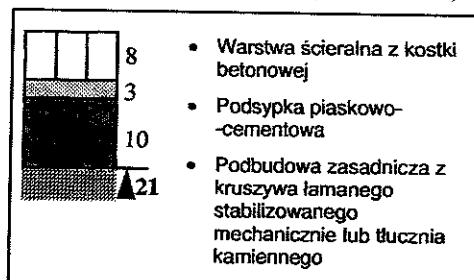 8
3
10
21
• Warstwa ścieralna z kostki
betonowej
• Podsypka piaskowo-
-cementowa
• Podbudowa zasadnicza z
kruszywa łamanego
stabilizowanego
mechanicznie lub tłucznia
kamiennego